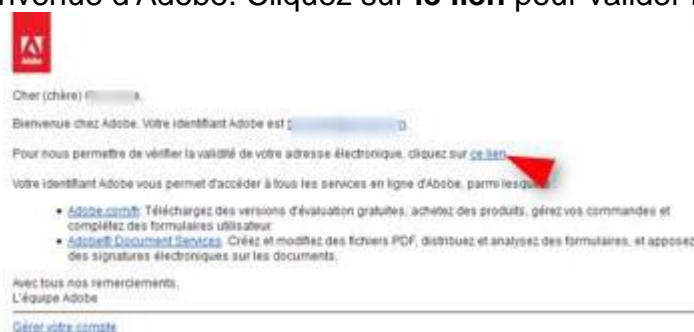 nvenue d'Adobe. Cliquez sur le lien pour valider
Adobe
Cher (chère)
Bienvenue chez Adobe. Votre identifiant Adobe est
Pour nous permettre de vérifier la validité de votre adresse électronique, cliquez sur ce lien
Votre identifiant Adobe vous permet d'accéder à tous les services en ligne d'Abobe, parmi lesquels :
• Adobe.com/fr. Téléchargez des versions d'évaluation gratuites, achetez des produits, gérez vos commandes et
complétez des formulaires utilisateur.
• Adobe® Document Services. Créez et modifiez des fichiers PDF, distribuez et analysez des formulaires, et apposez
des signatures électroniques sur les documents.
Avec tous nos remerciements,
L'équipe Adobe
Gérer votre compte